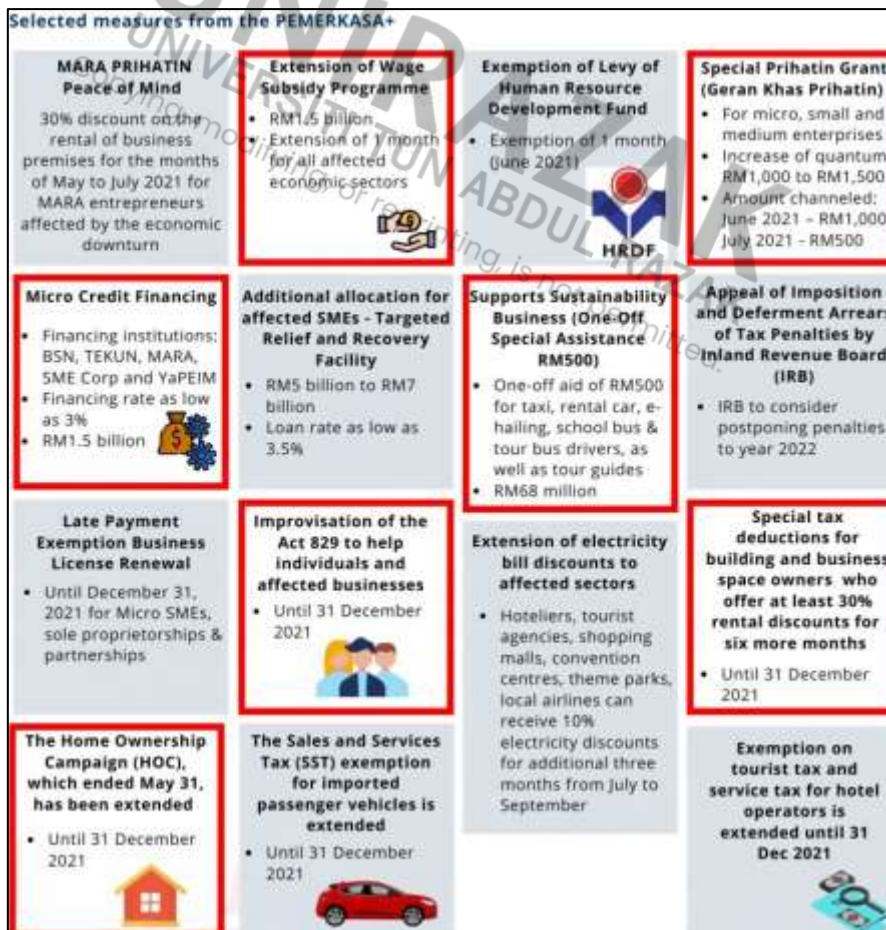 Selected measures from the PEMERKASA+
MARA PRIHATIN
Peace of Mind
30% discount on the
rental of business
premises for the months
of May to July 2021 for
MARA entrepreneurs
affected by the economic
downturn
Extension of Wage
Subsidy Programme
• RM1.5 billion
• Extension of 1 month
for all affected
economic sectors
Exemption of Levy of
Human Resource
Development Fund
• Exemption of 1 month
(June 2021)
HRDF
Special Prihatin Grant
(Geran Khas Prihatin)
• For micro, small and
medium enterprises
• Increase of quantum
RM1,000 to RM1,500
• Amount channeled:
June 2021 - RM1,000
July 2021 - RM500
Micro Credit Financing
• Financing institutions:
BSN, TEKUN, MARA,
SME Corp and YaPEIM
• Financing rate as low
as 3%
• RM1.5 billion
Additional allocation for
affected SMEs - Targeted
Relief and Recovery
Facility
• RM5 billion to RM7
billion
• Loan rate as low as
3.5%
Supports Sustainability
Business (One-Off
Special Assistance
RM500)
• One-off aid of RM500
for taxi, rental car, e-
hailing, school bus &
tour bus drivers, as
well as tour guides
• RM68 million
Appeal of Imposition
and Deferment Arrears
of Tax Penalties by
Inland Revenue Board
(IRB)
• IRB to consider
postponing penalties
to year 2022
Late Payment
Exemption Business
License Renewal
• Until December 31,
2021 for Micro SMEs,
sole proprietorships &
partnerships
Improvisation of the
Act 829 to help
individuals and
affected businesses
• Until 31 December
2021
Extension of electricity
bill discounts to
affected sectors
• Hoteliers, tourist
agencies, shopping
malls, convention
centres, theme parks,
local airlines can
receive 10%
electricity discounts
for additional three
months from July to
September
Special tax
deductions for
building and business
space owners who
offer at least 30%
rental discounts for
six more months
• Until 31 December
2021
The Home Ownership
Campaign (HOC),
which ended May 31,
has been extended
• Until 31 December
2021
The Sales and Services
Tax (SST) exemption
for imported
passenger vehicles is
extended
• Until 31 December
2021
Exemption on
tourist tax and
service tax for hotel
operators is
extended until 31
Dec 2021
UNIRAZAK
UNIVERSITI TUN ABDUL RAZAK
Copying, modifying, or reprinting, is not permitted.